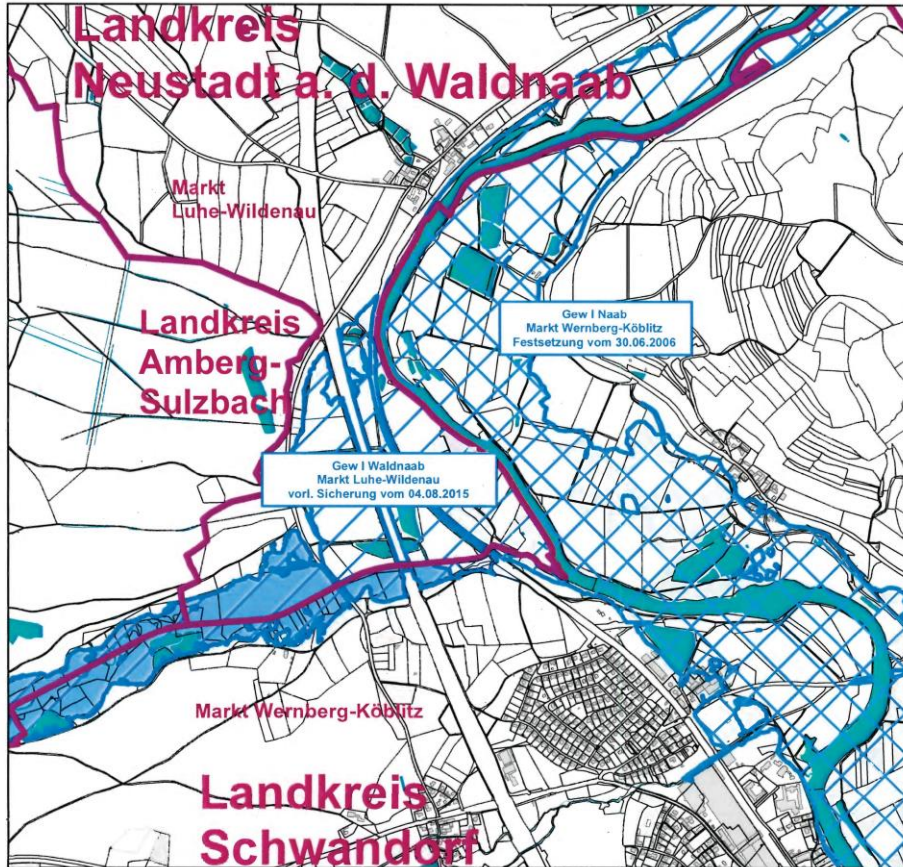 Landkreis
Neustadt a. d. Waldnaab
Markt
Luhe-Wildenau
Landkreis
Amberg-
Sulzbach
Gew I Naab
Markt Wernberg-Köblitz
Festsetzung vom 30.06.2006
Gew I Waldnaab
Markt Luhe-Wildenau
vorl. Sicherung vom 04.08.2015
Markt Wernberg-Köblitz
Landkreis
Schwandorf